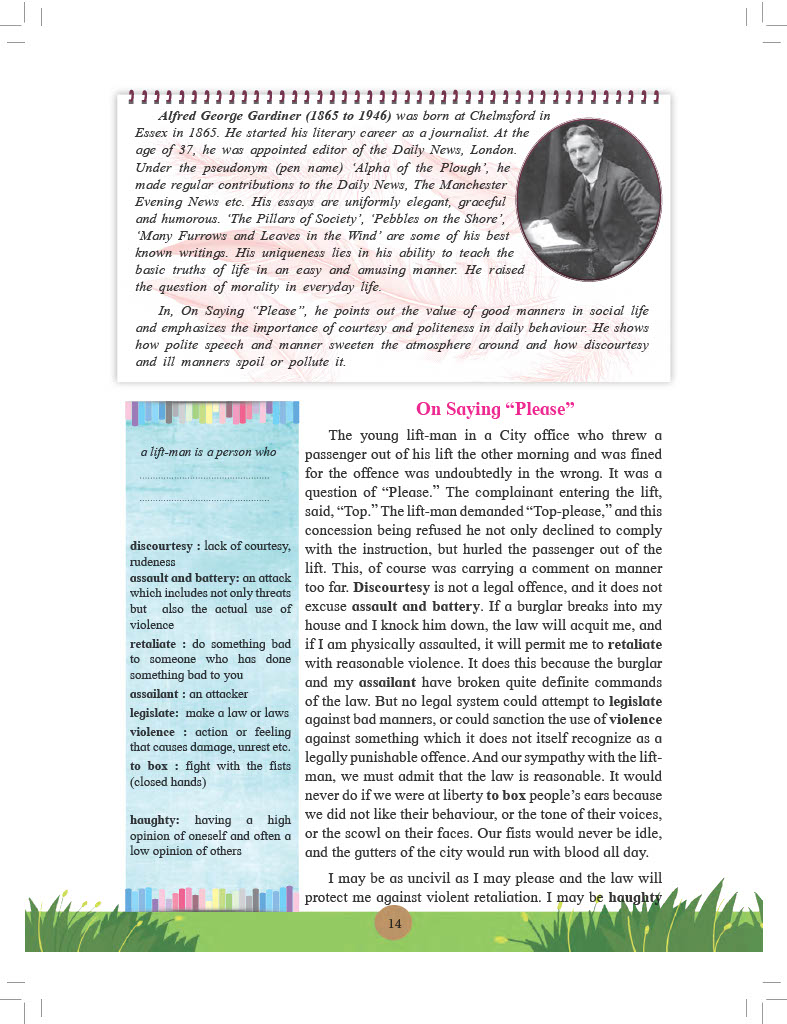 Alfred George Gardiner (1865 to 1946) was born at Chelmsford in
Essex in 1865. He started his literary career as a journalist. At the
age of 37, he was appointed editor of the Daily News, London.
Under the pseudonym (pen name) ‘Alpha of the Plough’, he
made regular contributions to the Daily News, The Manchester
Evening News etc. His essays are uniformly elegant, graceful
and humorous. ‘The Pillars of Society’, ‘Pebbles on the Shore’,
‘Many Furrows and Leaves in the Wind’ are some of his best
known writings. His uniqueness lies in his ability to teach the
basic truths of life in an easy and amusing manner. He raised
the question of morality in everyday life.
In, On Saying “Please”, he points out the value of good manners in social life
and emphasizes the importance of courtesy and politeness in daily behaviour. He shows
how polite speech and manner sweeten the atmosphere around and how discourtesy
and ill manners spoil or pollute it.
a lift-man is a person who
................................................
................................................
discourtesy : lack of courtesy,
rudeness
assault and battery: an attack
which includes not only threats
but also the actual use of
violence
retaliate : do something bad
to someone who has done
something bad to you
assailant : an attacker
legislate: make a law or laws
violence : action or feeling
that causes damage, unrest etc.
to box : fight with the fists
(closed hands)
haughty: having a high
opinion of oneself and often a
low opinion of others
On Saying “Please”
The young lift-man in a City office who threw a
passenger out of his lift the other morning and was fined
for the offence was undoubtedly in the wrong. It was a
question of “Please.” The complainant entering the lift,
said, “Top.” The lift-man demanded “Top-please,” and this
concession being refused he not only declined to comply
with the instruction, but hurled the passenger out of the
lift. This, of course was carrying a comment on manner
too far. Discourtesy is not a legal offence, and it does not
excuse assault and battery. If a burglar breaks into my
house and I knock him down, the law will acquit me, and
if I am physically assaulted, it will permit me to retaliate
with reasonable violence. It does this because the burglar
and my assailant have broken quite definite commands
of the law. But no legal system could attempt to legislate
against bad manners, or could sanction the use of violence
against something which it does not itself recognize as a
legally punishable offence. And our sympathy with the lift-
man, we must admit that the law is reasonable. It would
never do if we were at liberty to box people’s ears because
we did not like their behaviour, or the tone of their voices,
or the scowl on their faces. Our fists would never be idle,
and the gutters of the city would run with blood all day.
I may be as uncivil as I may please and the law will
protect me against violent retaliation. I may be haughty
14